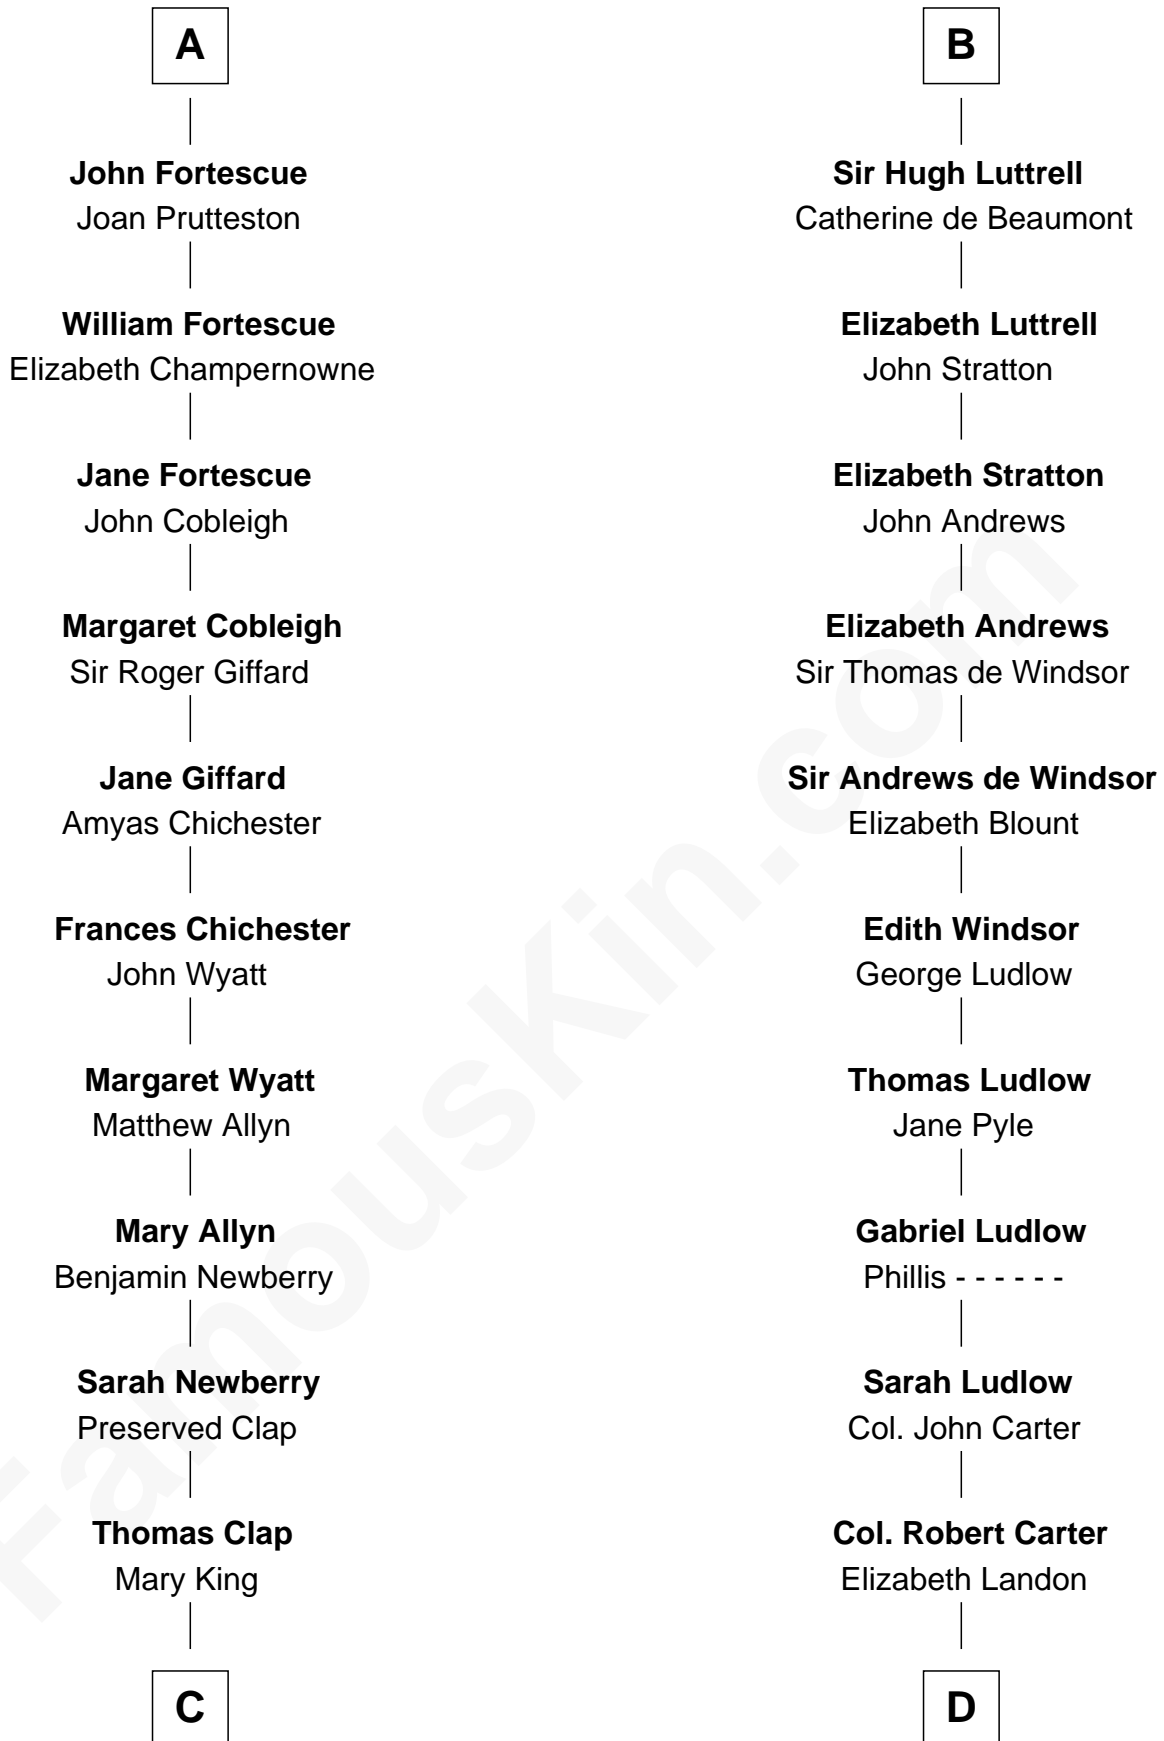 A
John Fortescue
Joan Prutteston
William Fortescue
Elizabeth Champernowne
Jane Fortescue
John Cobleigh
Margaret Cobleigh
Sir Roger Giffard
Jane Giffard
Amyas Chichester
Frances Chichester
John Wyatt
Margaret Wyatt
Matthew Allyn
Mary Allyn
Benjamin Newberry
Sarah Newberry
Preserved Clap
Thomas Clap
Mary King
C
B
Sir Hugh Luttrell
Catherine de Beaumont
Elizabeth Luttrell
John Stratton
Elizabeth Stratton
John Andrews
Elizabeth Andrews
Sir Thomas de Windsor
Sir Andrews de Windsor
Elizabeth Blount
Edith Windsor
George Ludlow
Thomas Ludlow
Jane Pyle
Gabriel Ludlow
Phillis - - - - - -
Sarah Ludlow
Col. John Carter
Col. Robert Carter
Elizabeth Landon
D
FamousKin.com